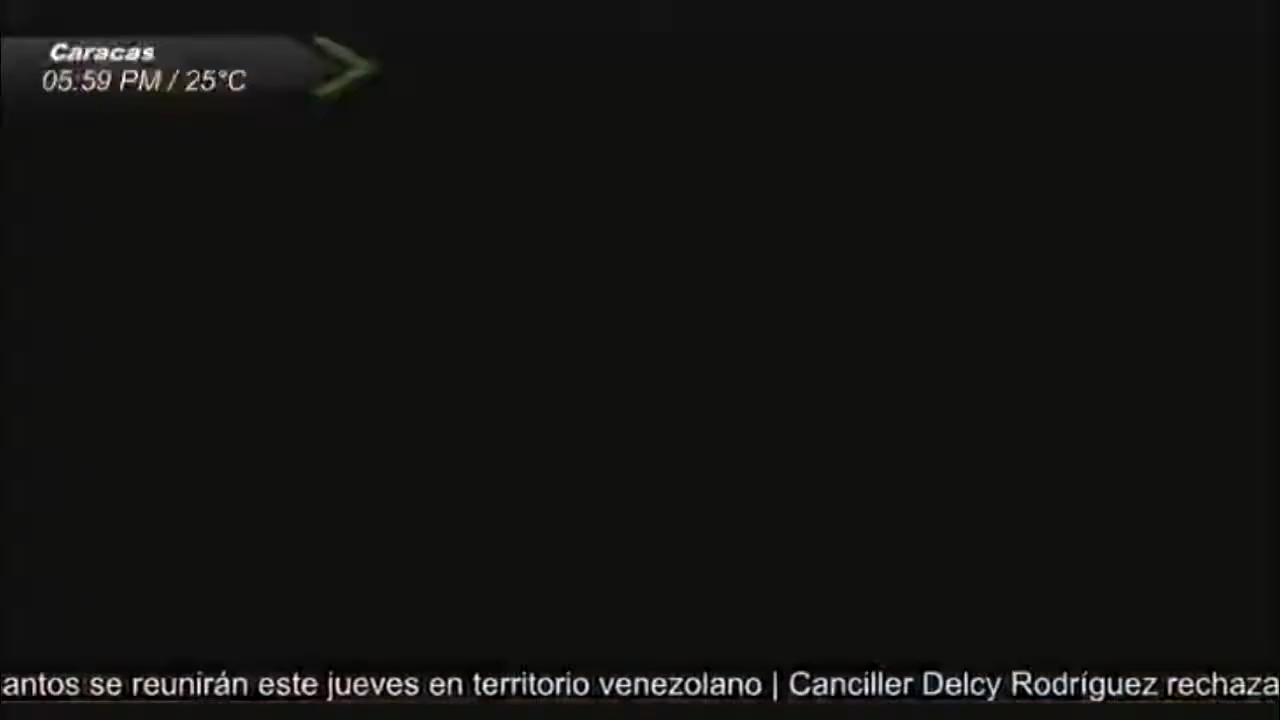 Caracas
05:59 PM / 25°C
antos se reunirán este jueves en territorio venezolano | Canciller Delcy Rodríguez rechaza